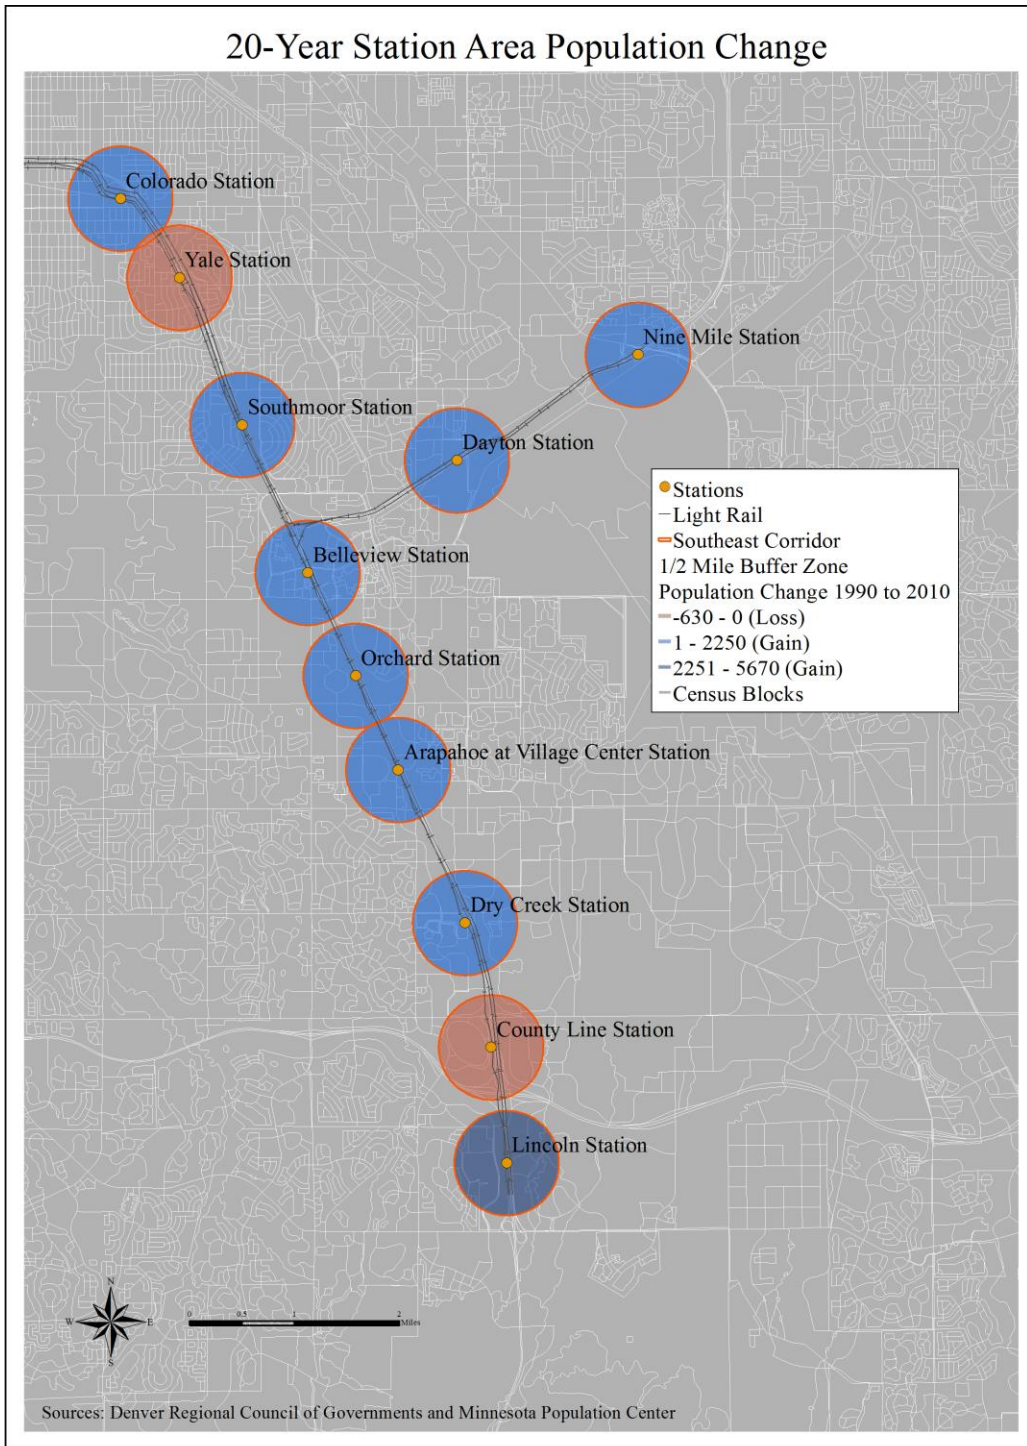 20-Year Station Area Population Change
Colorado Station
Yale Station
Nine Mile Station
Southmoor Station
Dayton Station
Stations
Light Rail
Southeast Corridor
1/2 Mile Buffer Zone
Population Change 1990 to 2010
-630 - 0 (Loss)
1 - 2250 (Gain)
2251 - 5670 (Gain)
Census Blocks
Belleview Station
Orchard Station
Arapahoe at Village Center Station
Dry Creek Station
County Line Station
Lincoln Station
N
W E
S
0 0.5 1 2
Miles
Sources: Denver Regional Council of Governments and Minnesota Population Center